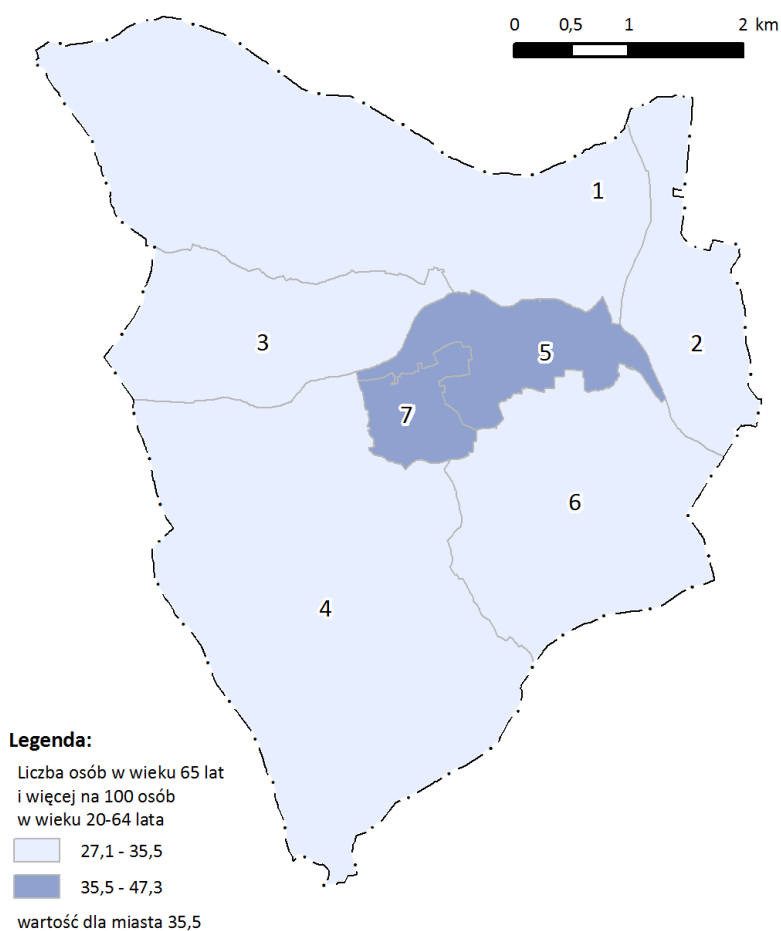 0 0,5 1 2 km
1
2
3
5
7
6
4
Legenda:
Liczba osób w wieku 65 lat
i więcej na 100 osób
w wieku 20-64 lata
27,1 - 35,5
35,5 - 47,3
wartość dla miasta 35,5